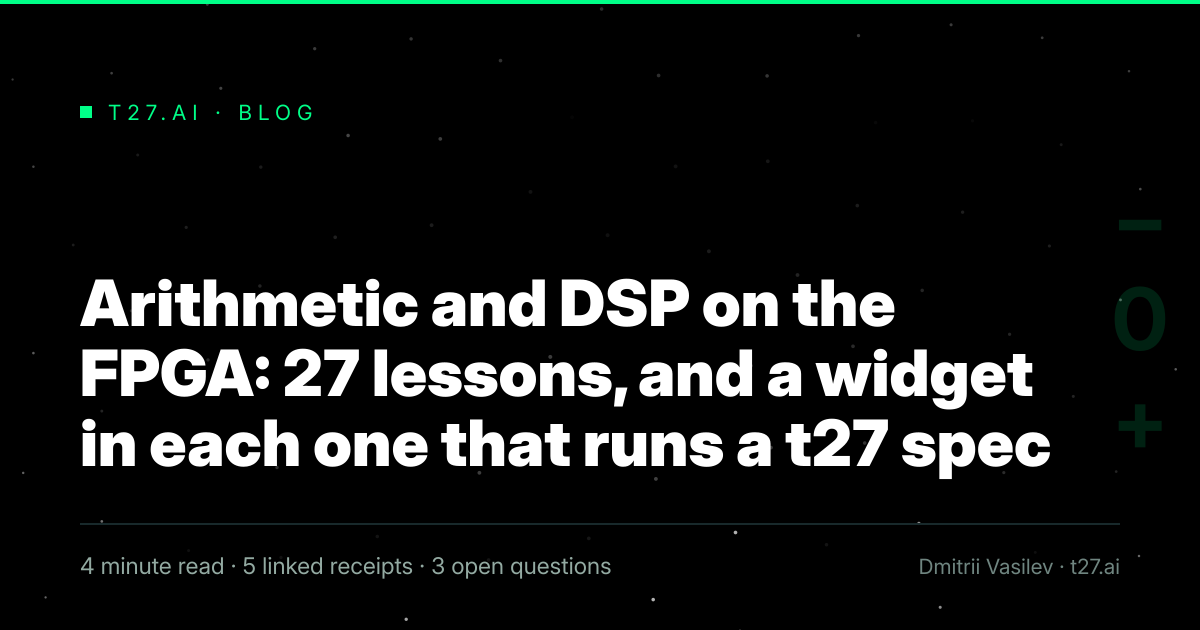 T27.AI · BLOG
Arithmetic and DSP on the
FPGA: 27 lessons, and a widget
in each one that runs a t27 spec
4 minute read · 5 linked receipts · 3 open questions
Dmitrii Vasilev · t27.ai
−
0
+